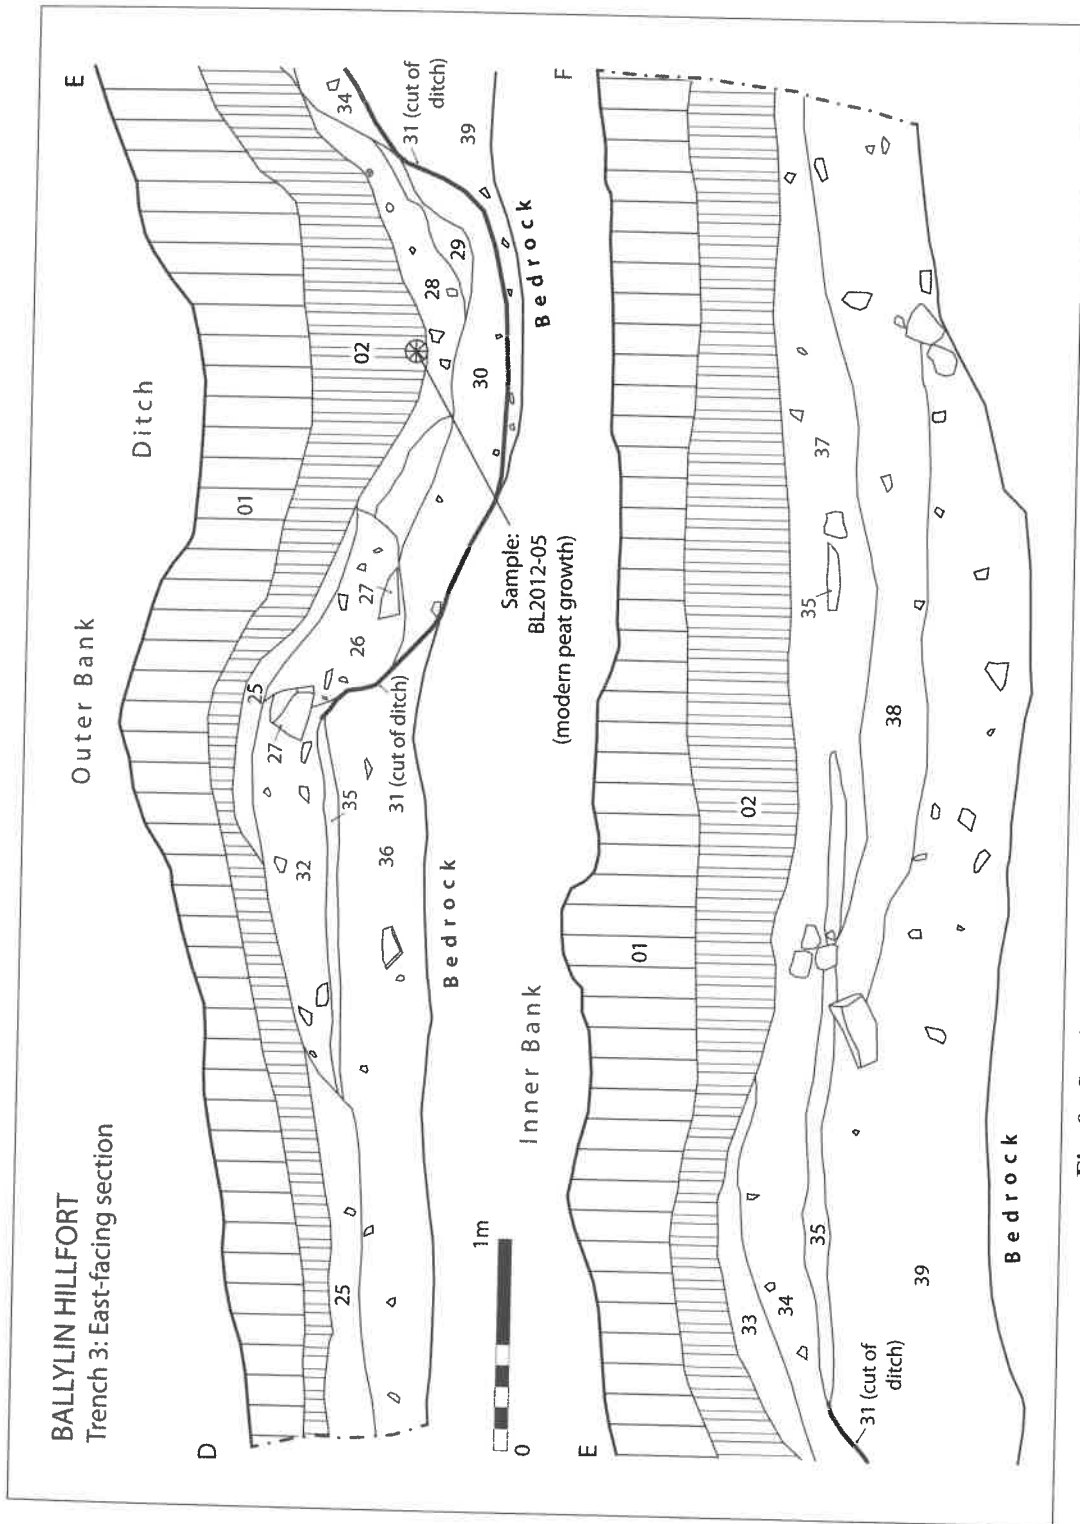 BALLYLIN HILLFORT
Trench 3: East-facing section
D
Outer Bank
Ditch
E
01
02
25
25
26
27
27
28
29
30
31 (cut of
ditch)
34
39
32
35
36
31 (cut of ditch)
Bedrock
Bedrock
Sample:
BL2012-05
(modern peat growth)
0
1m
E
Inner Bank
F
01
02
33
34
35
35
37
38
39
31 (cut of
ditch)
Bedrock